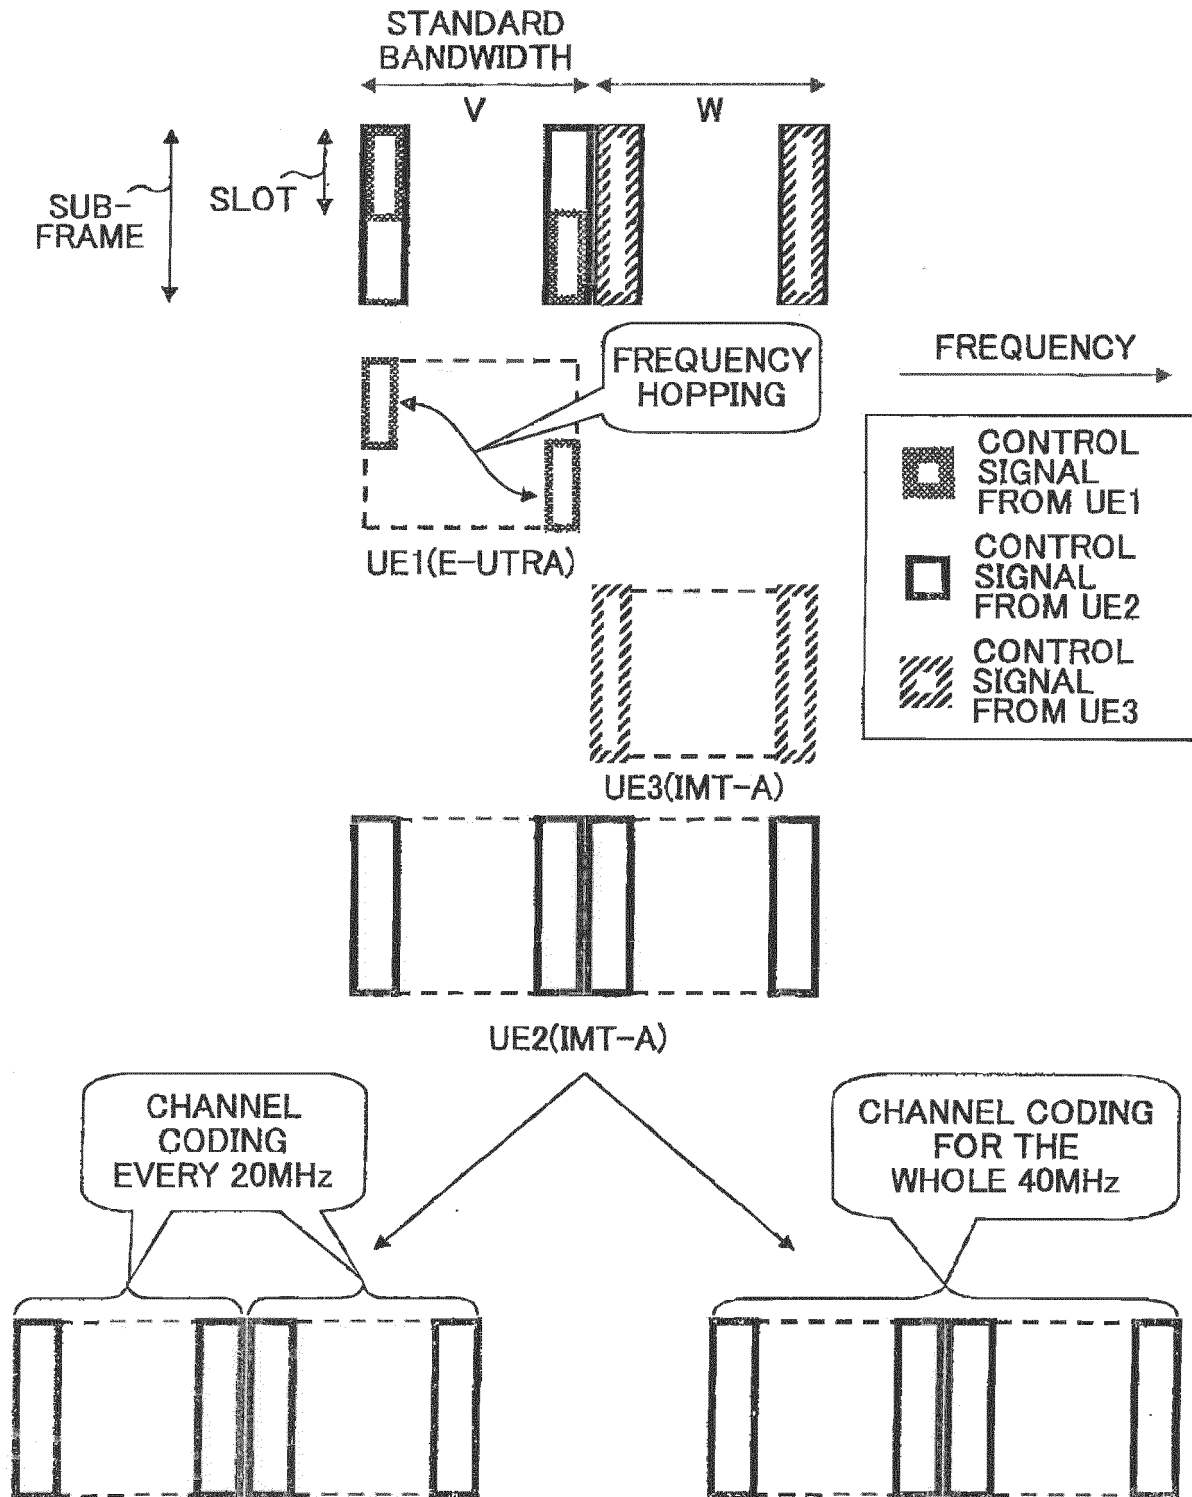 STANDARD
BANDWIDTH
V
W
SUB-
FRAME
SLOT
FREQUENCY
HOPPING
FREQUENCY
CONTROL
SIGNAL
FROM UE1
CONTROL
SIGNAL
FROM UE2
CONTROL
SIGNAL
FROM UE3
UE1(E-UTRA)
UE3(IMT-A)
UE2(IMT-A)
CHANNEL
CODING
EVERY 20MHz
CHANNEL CODING
FOR THE
WHOLE 40MHz